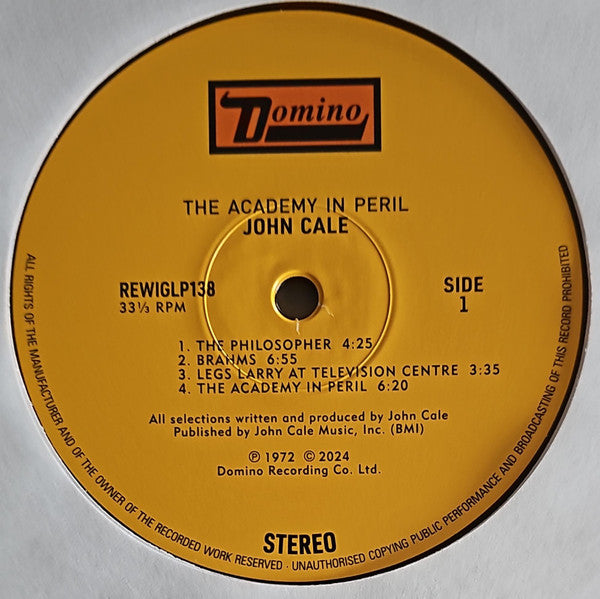 Domino
THE ACADEMY IN PERIL
JOHN CALE
REWIGLP138
33⅓ RPM
SIDE
1
1. THE PHILOSOPHER 4:25
2. BRAHMS 6:55
3. LEGS LARRY AT TELEVISION CENTRE 3:35
4. THE ACADEMY IN PERIL 6:20
All selections written and produced by John Cale
Published by John Cale Music, Inc. (BMI)
℗ 1972 © 2024
Domino Recording Co. Ltd.
STEREO
ALL RIGHTS OF THE MANUFACTURER AND OF THE OWNER OF THE RECORDED WORK RESERVED · UNAUTHORISED COPYING PUBLIC PERFORMANCE AND BROADCASTING OF THIS RECORD PROHIBITED